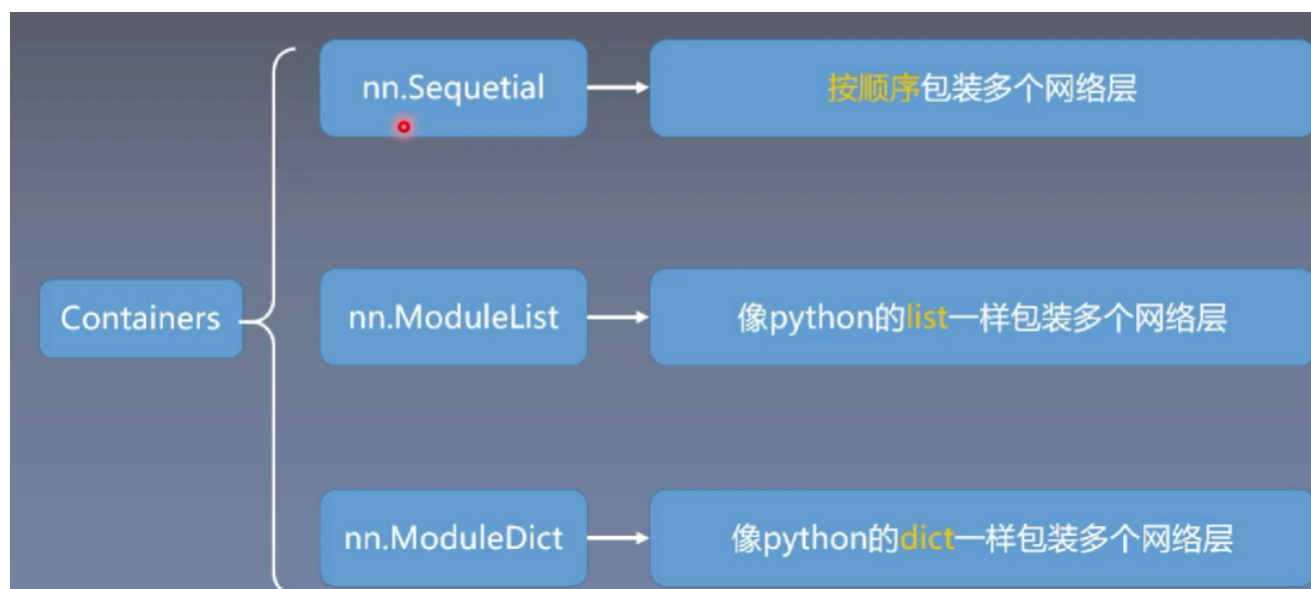 nn.Sequetial
按顺序包装多个网络层
Containers
nn.ModuleList
像python的list一样包装多个网络层
nn.ModuleDict
像python的dict一样包装多个网络层